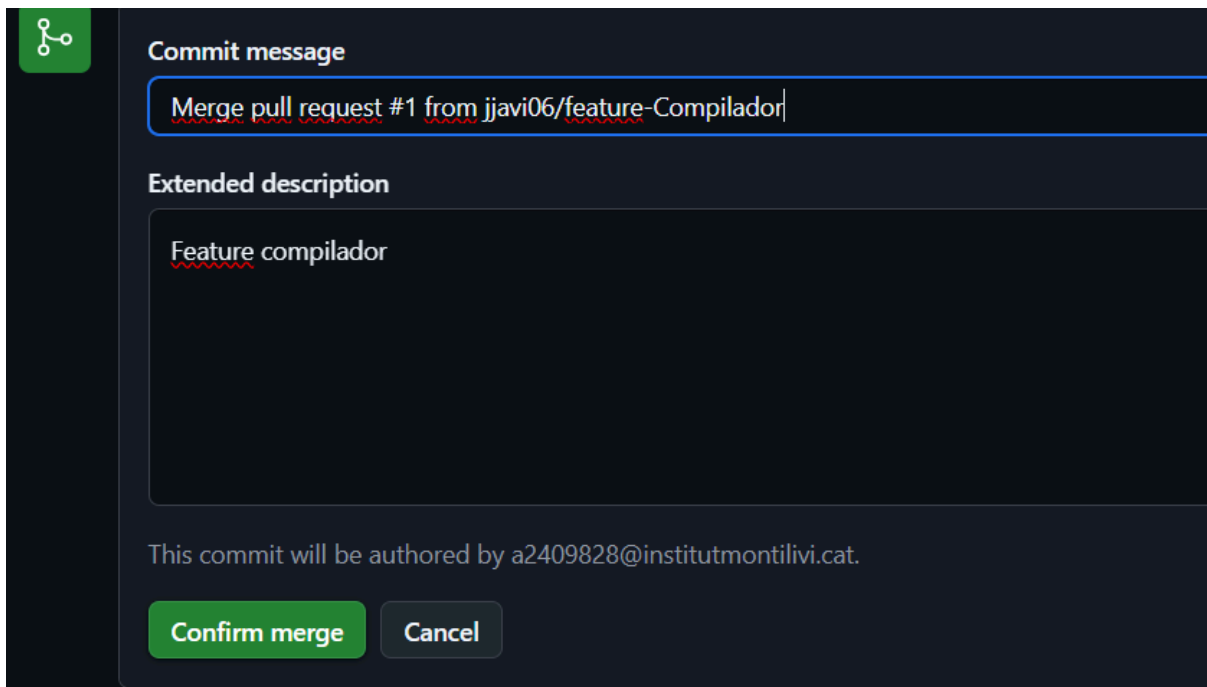 Commit message
Merge pull request #1 from jjavi06/feature-Compilador
Extended description
Feature compilador
This commit will be authored by a2409828@institutmontilivi.cat.
Confirm merge
Cancel